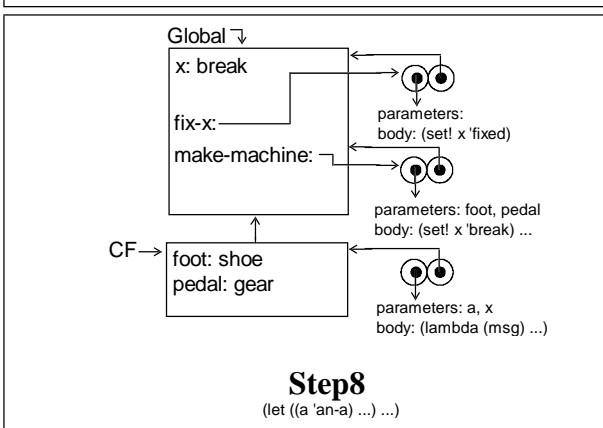 Global
x: break
fix-x:
parameters:
body: (set! x 'fixed)
make-machine:
parameters: foot, pedal
body: (set! x 'break) ...
CF
foot: shoe
pedal: gear
parameters: a, x
body: (lambda (msg) ...)
Step8
(let ((a 'an-a) ...) ...)